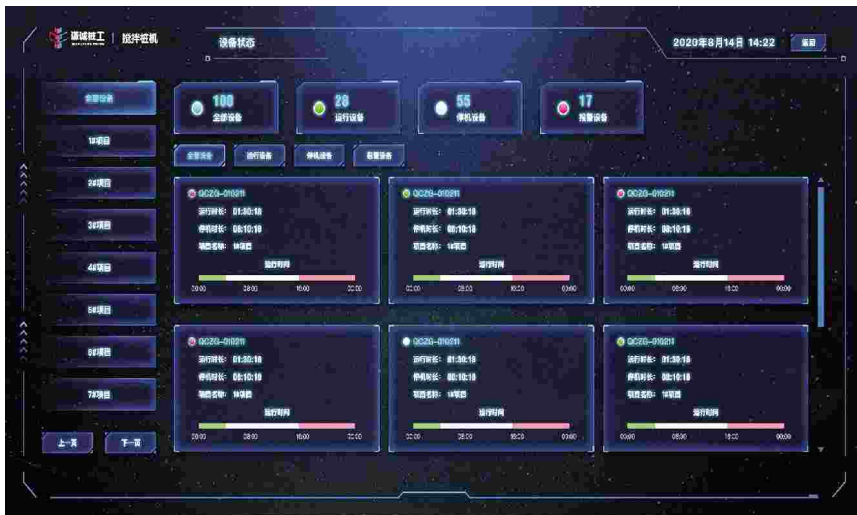 谦诚桩工 | 搅拌桩机
设备状态
2020年8月14日 14:22
返回
全部设备
1#项目
2#项目
3#项目
4#项目
5#项目
6#项目
7#项目
上一页
下一页
100
全部设备
28
运行设备
55
停机设备
17
报警设备
全部设备
运行设备
停机设备
报警设备
QCZG-010211
运行时长: 01:30:18
停机时长: 08:10:18
项目名称: 1#项目
运行时间
00:00 08:00 16:00 00:00
QCZG-010211
运行时长: 01:30:18
停机时长: 08:10:18
项目名称: 1#项目
运行时间
00:00 08:00 16:00 00:00
QCZG-010211
运行时长: 01:30:18
停机时长: 08:10:18
项目名称: 1#项目
运行时间
00:00 08:00 16:00 00:00
QCZG-010211
运行时长: 01:30:18
停机时长: 08:10:18
项目名称: 1#项目
运行时间
00:00 08:00 16:00 00:00
QCZG-010211
运行时长: 01:30:18
停机时长: 08:10:18
项目名称: 1#项目
运行时间
00:00 08:00 16:00 00:00
QCZG-010211
运行时长: 01:30:18
停机时长: 08:10:18
项目名称: 1#项目
运行时间
00:00 08:00 16:00 00:00